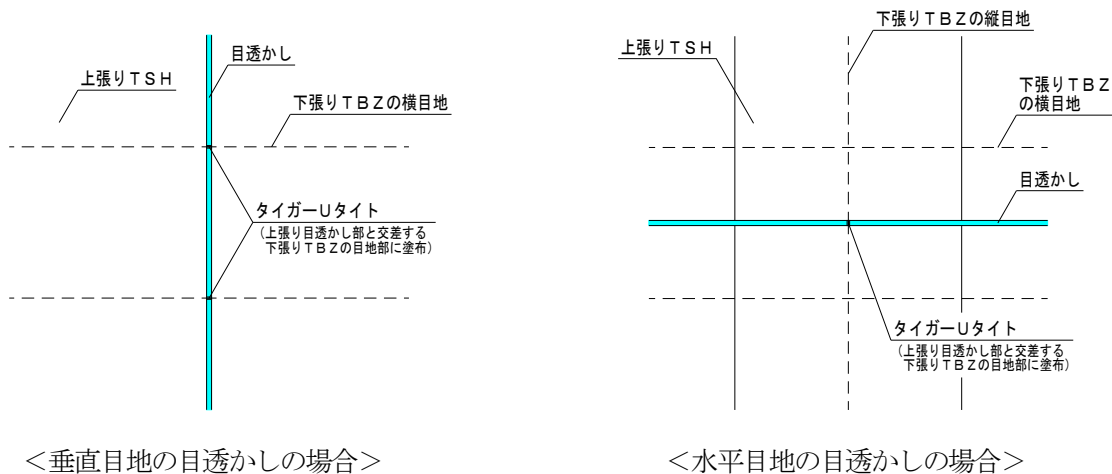 目透かし
上張りＴＳＨ
下張りＴＢＺの横目地
タイガーＵタイト
（上張り目透かし部と交差する
下張りＴＢＺの目地部に塗布）
＜垂直目地の目透かしの場合＞
下張りＴＢＺの縦目地
上張りＴＳＨ
下張りＴＢＺ
の横目地
目透かし
タイガーＵタイト
（上張り目透かし部と交差する
下張りＴＢＺの目地部に塗布）
＜水平目地の目透かしの場合＞